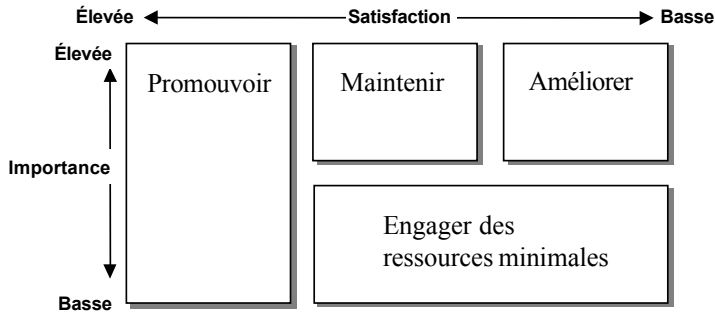 Élevée Satisfaction Basse
Élevée
Promouvoir Maintenir Améliorer
Importance
Engager des
ressources minimales
Basse